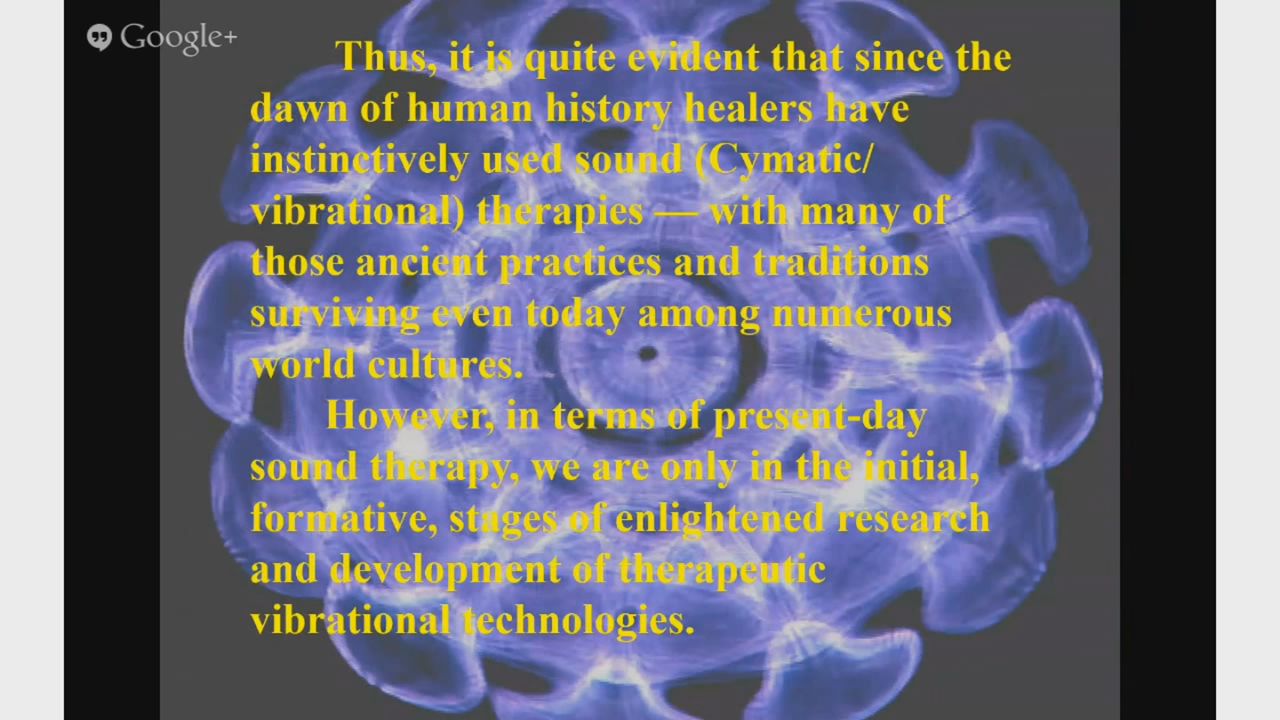 Google+
Thus, it is quite evident that since the
dawn of human history healers have
instinctively used sound (Cymatic/
vibrational) therapies — with many of
those ancient practices and traditions
surviving even today among numerous
world cultures.
However, in terms of present-day
sound therapy, we are only in the initial,
formative, stages of enlightened research
and development of therapeutic
vibrational technologies.